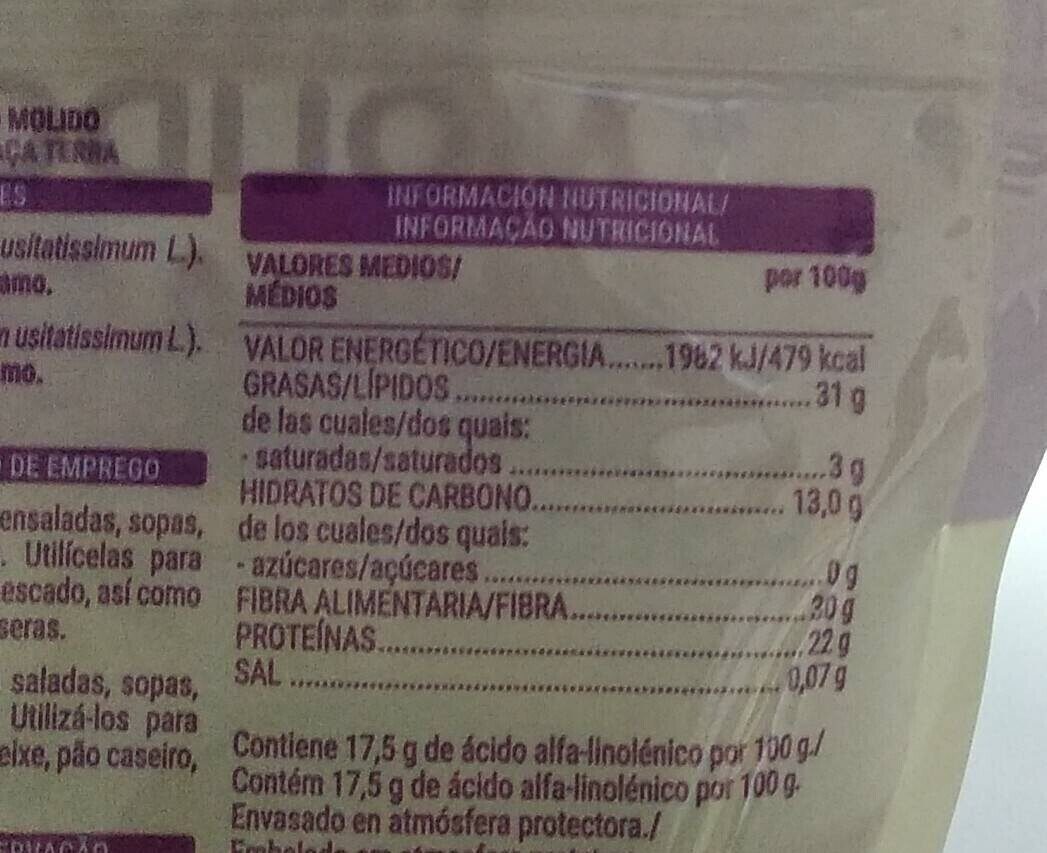 MOLIDO
usitatissimum L.).
amo.
usitatissimum L.).
mo.
DE EMPREGO
ensaladas, sopas,
. Utilícelas para
escado, así como
seras.
saladas, sopas,
Utilizá-los para
eixe, pão caseiro,
INFORMACIÓN NUTRICIONAL/
INFORMAÇÃO NUTRICIONAL
VALORES MEDIOS/ por 100g
MÉDIOS
VALOR ENERGÉTICO/ENERGIA.......1982 kJ/479 kcal
GRASAS/LÍPIDOS.......31 g
de las cuales/dos quais:
- saturadas/saturados.......3 g
HIDRATOS DE CARBONO.......13,0 g
de los cuales/dos quais:
- azúcares/açúcares.......0 g
FIBRA ALIMENTARIA/FIBRA.......30 g
PROTEÍNAS.......22 g
SAL.......0,07 g
Contiene 17,5 g de ácido alfa-linolénico por 100 g./
Contém 17,5 g de ácido alfa-linolénico por 100 g.
Envasado en atmósfera protectora./